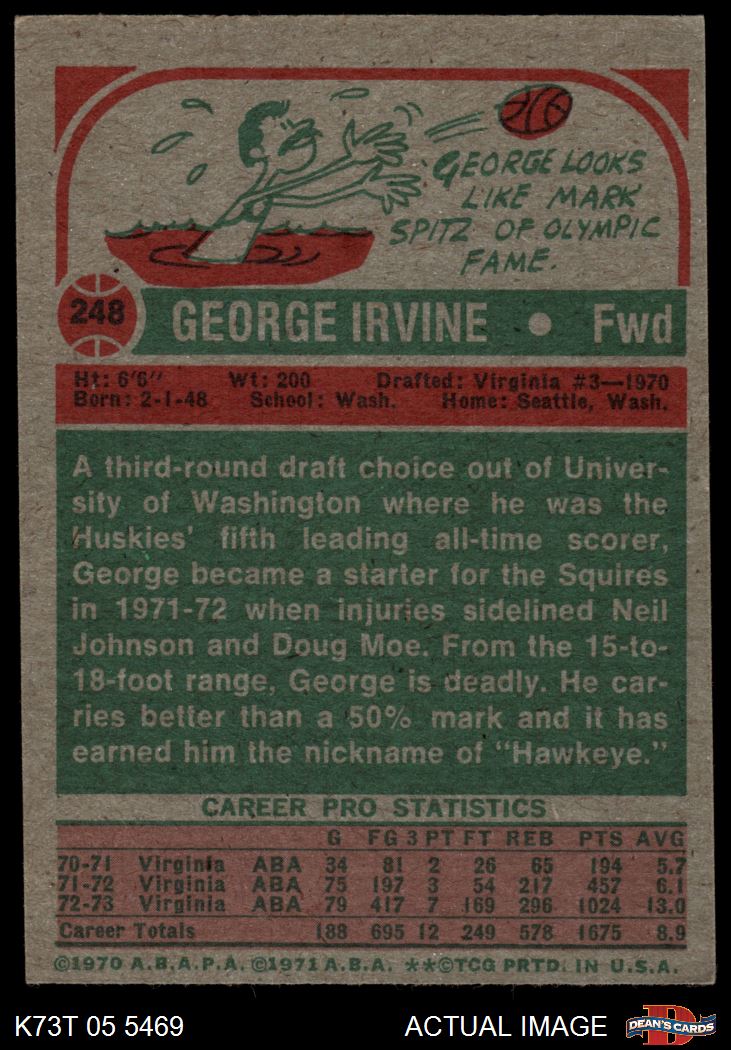 GEORGE LOOKS
LIKE MARK
SPITZ OF OLYMPIC
FAME.
248 GEORGE IRVINE • Fwd
Ht: 6'6" Wt: 200 Drafted: Virginia #3—1970
Born: 2-1-48 School: Wash. Home: Seattle, Wash.
A third-round draft choice out of Univer-
sity of Washington where he was the
Huskies' fifth leading all-time scorer,
George became a starter for the Squires
in 1971-72 when injuries sidelined Neil
Johnson and Doug Moe. From the 15-to-
18-foot range, George is deadly. He car-
ries better than a 50% mark and it has
earned him the nickname of "Hawkeye."
CAREER PRO STATISTICS
G FG 3 PT FT REB PTS AVG
70-71 Virginia ABA 34 81 2 26 65 194 5.7
71-72 Virginia ABA 75 197 3 54 217 457 6.1
72-73 Virginia ABA 79 417 7 169 296 1024 13.0
Career Totals 188 695 12 249 578 1675 8.9
©1970 A.B.A.P.A. ©1971 A.B.A. **©TCG PRTD. IN U.S.A.
K73T 05 5469 ACTUAL IMAGE DEAN'S CARDS